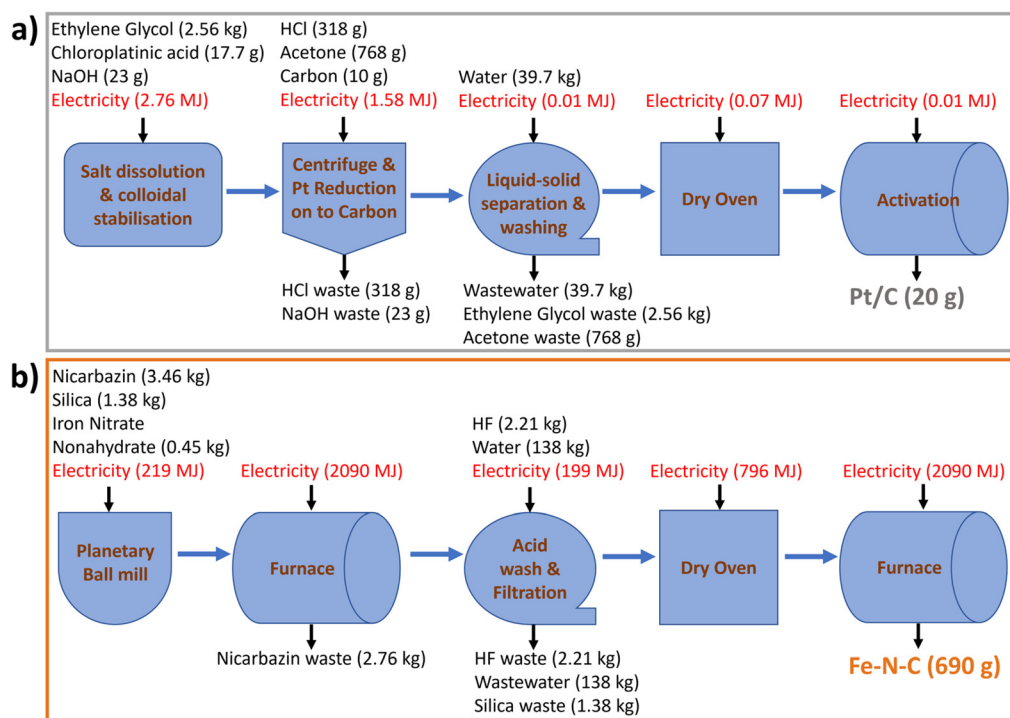 a)
Ethylene Glycol (2.56 kg)
Chloroplatinic acid (17.7 g)
NaOH (23 g)
Electricity (2.76 MJ)
HCl (318 g)
Acetone (768 g)
Carbon (10 g)
Electricity (1.58 MJ)
Water (39.7 kg)
Electricity (0.01 MJ)
Electricity (0.07 MJ)
Electricity (0.01 MJ)
Salt dissolution
& colloidal
stabilisation
Centrifuge &
Pt Reduction
on to Carbon
Liquid-solid
separation &
washing
Dry Oven
Activation
HCl waste (318 g)
NaOH waste (23 g)
Wastewater (39.7 kg)
Ethylene Glycol waste (2.56 kg)
Acetone waste (768 g)
Pt/C (20 g)
b)
Nicarbazin (3.46 kg)
Silica (1.38 kg)
Iron Nitrate
Nonahydrate (0.45 kg)
Electricity (219 MJ)
Electricity (2090 MJ)
HF (2.21 kg)
Water (138 kg)
Electricity (199 MJ)
Electricity (796 MJ)
Electricity (2090 MJ)
Planetary
Ball mill
Furnace
Acid
wash &
Filtration
Dry Oven
Furnace
Nicarbazin waste (2.76 kg)
HF waste (2.21 kg)
Wastewater (138 kg)
Silica waste (1.38 kg)
Fe-N-C (690 g)